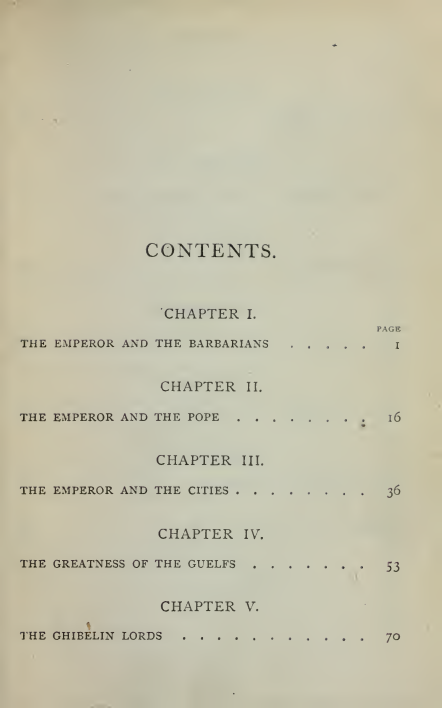 CONTENTS.
CHAPTER I.
PAGE
THE EMPEROR AND THE BARBARIANS . . . . . I
CHAPTER II.
THE EMPEROR AND THE POPE . . . . . . . . 16
CHAPTER III.
THE EMPEROR AND THE CITIES . . . . . . . . 36
CHAPTER IV.
THE GREATNESS OF THE GUELFS . . . . . . . 53
CHAPTER V.
THE GHIBELIN LORDS . . . . . . . . . . . 70